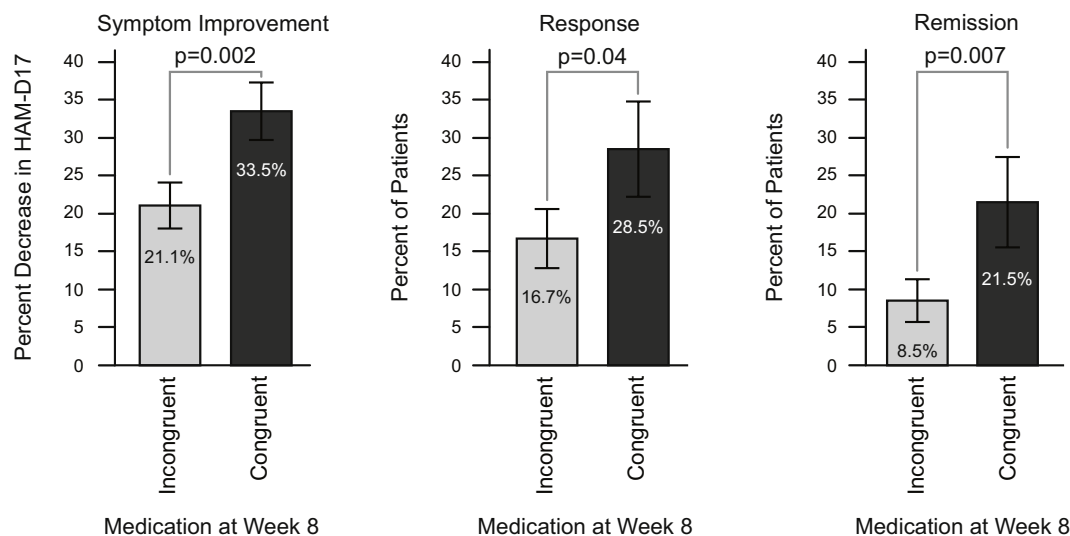 Symptom Improvement
Percent Decrease in HAM-D17
40
35
30
25
20
15
10
5
0
p=0.002
21.1%
33.5%
Incongruent
Congruent
Medication at Week 8
Response
Percent of Patients
40
35
30
25
20
15
10
5
0
p=0.04
16.7%
28.5%
Incongruent
Congruent
Medication at Week 8
Remission
Percent of Patients
40
35
30
25
20
15
10
5
0
p=0.007
8.5%
21.5%
Incongruent
Congruent
Medication at Week 8